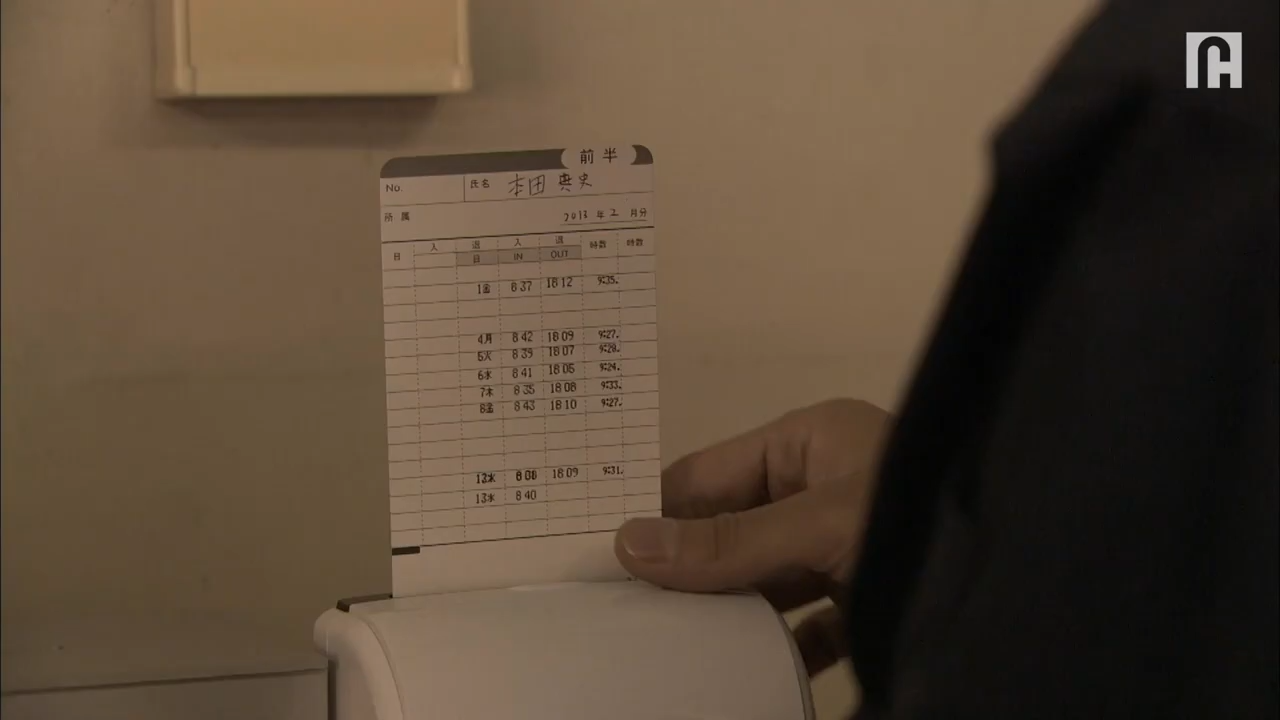 前半
No. 氏名 本田 典史
所属 2013 年 2 月分
日 入 退 入 退 時数 時数
日 IN OUT
1金 8 37 18 12 9:35.
4月 8 42 18 09 9:27.
5火 8 39 18 07 9:28.
6水 8 41 18 05 9:24.
7木 8 35 18 08 9:33.
8金 8 43 18 10 9:27.
18 09 9:31.
13水 8 40